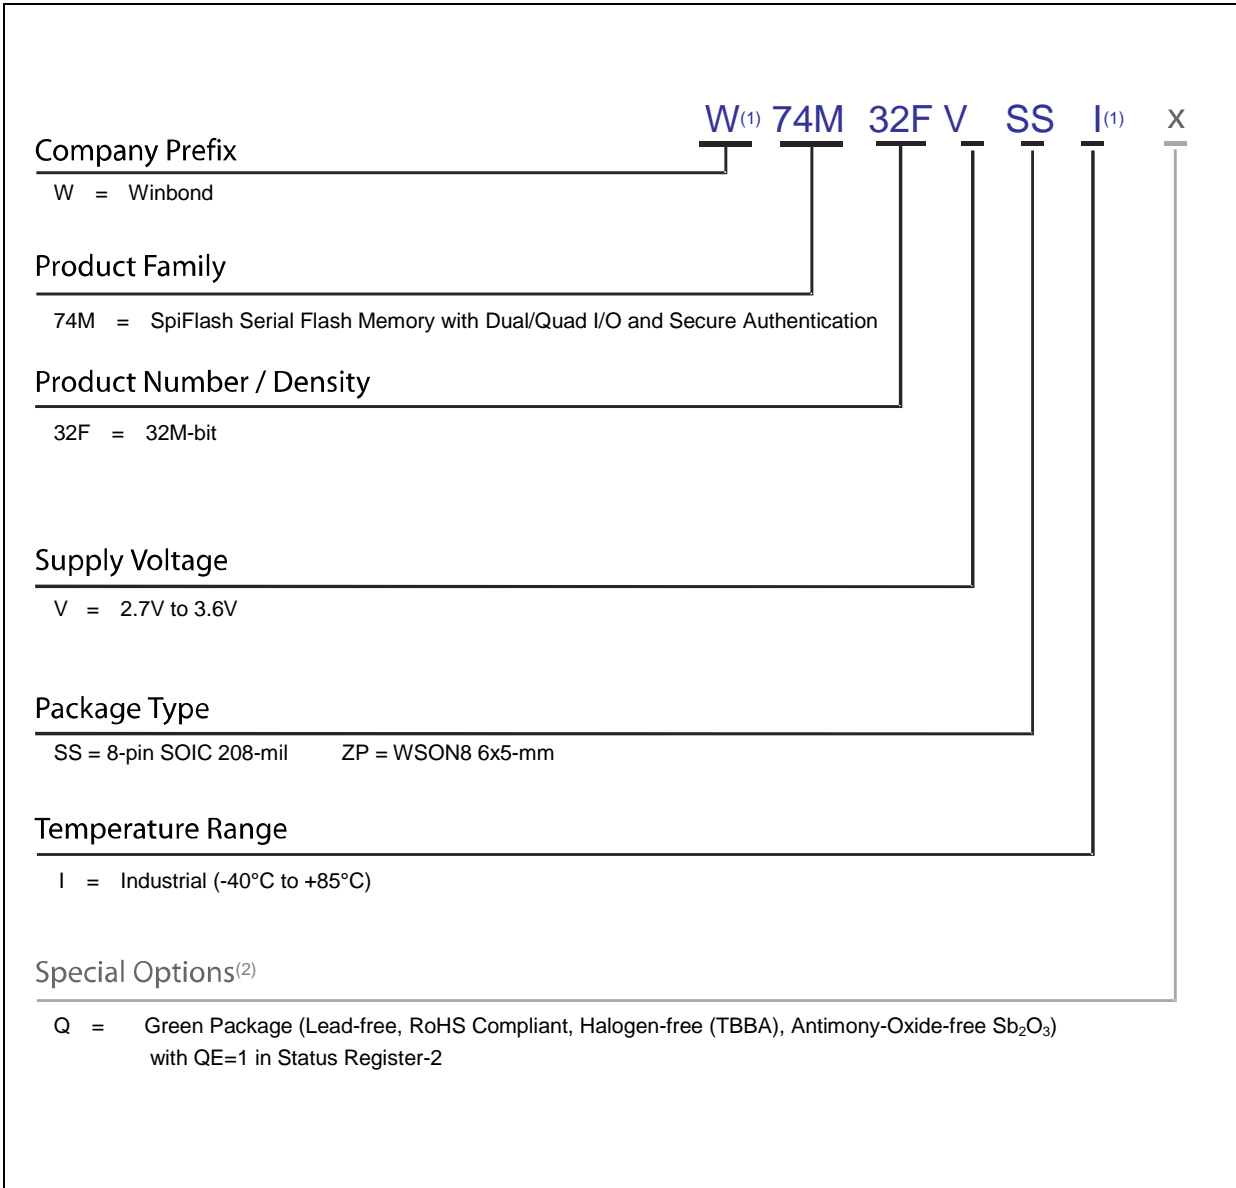 W(1) 74M 32F V SS I(1) x
Company Prefix
W = Winbond
Product Family
74M = SpiFlash Serial Flash Memory with Dual/Quad I/O and Secure Authentication
Product Number / Density
32F = 32M-bit
Supply Voltage
V = 2.7V to 3.6V
Package Type
SS = 8-pin SOIC 208-mil ZP = WSON8 6x5-mm
Temperature Range
I = Industrial (-40°C to +85°C)
Special Options(2)
Q = Green Package (Lead-free, RoHS Compliant, Halogen-free (TBBA), Antimony-Oxide-free Sb₂O₃)
with QE=1 in Status Register-2